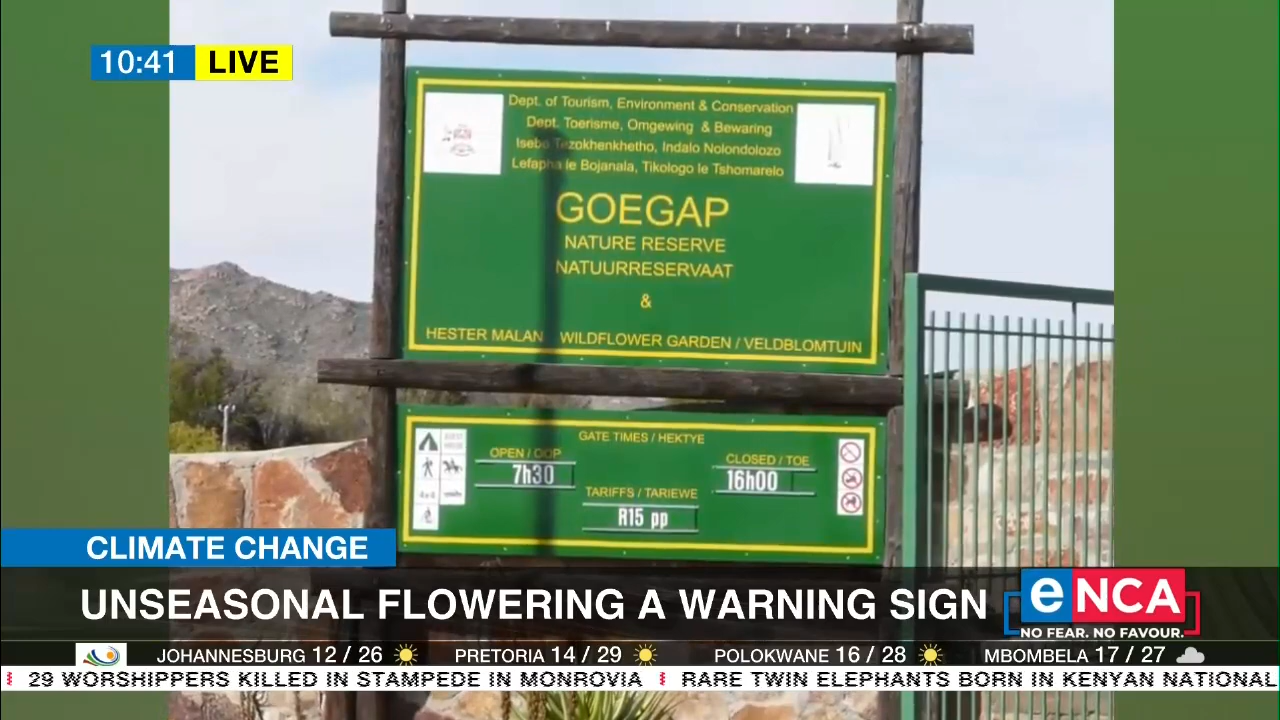 10:41 LIVE
Dept. of Tourism, Environment & Conservation
Dept. Toerisme, Omgewing & Bewaring
Isebe Tezokhenkhetho, Indalo Nolondolozo
Lefapha le Bojanala, Tikologo le Tshomarelo
GOEGAP
NATURE RESERVE
NATUURRESERVAAT
&
HESTER MALAN WILDFLOWER GARDEN / VELDBLOMTUIN
GATE TIMES / HEKTYE
OPEN / OOP
7h30
CLOSED / TOE
16h00
TARIFFS / TARIEWE
R15 pp
CLIMATE CHANGE
UNSEASONAL FLOWERING A WARNING SIGN
eNCA
NO FEAR. NO FAVOUR.
JOHANNESBURG 12 / 26 PRETORIA 14 / 29 POLOKWANE 16 / 28 MBOMBELA 17 / 27
29 WORSHIPPERS KILLED IN STAMPEDE IN MONROVIA RARE TWIN ELEPHANTS BORN IN KENYAN NATIONAL